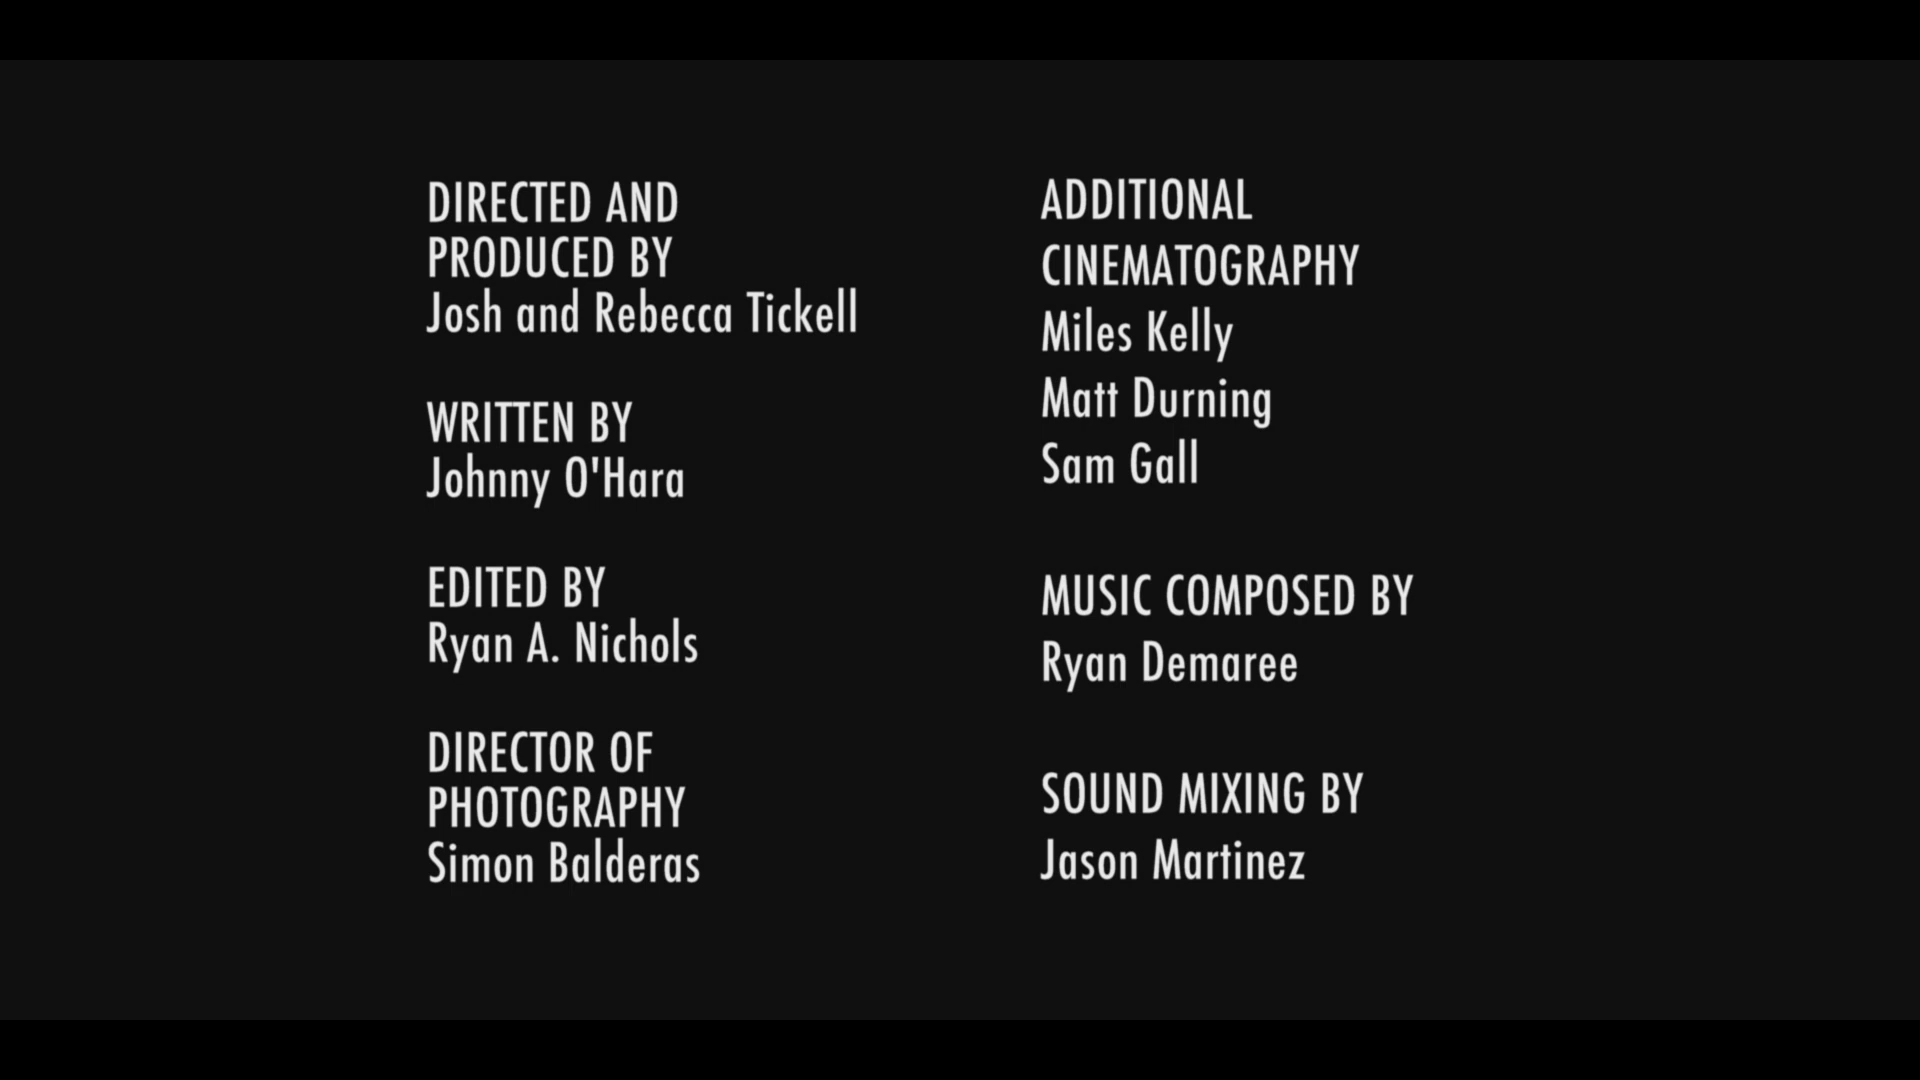 DIRECTED AND
PRODUCED BY
Josh and Rebecca Tickell
WRITTEN BY
Johnny O'Hara
EDITED BY
Ryan A. Nichols
DIRECTOR OF
PHOTOGRAPHY
Simon Balderas
ADDITIONAL
CINEMATOGRAPHY
Miles Kelly
Matt Durning
Sam Gall
MUSIC COMPOSED BY
Ryan Demaree
SOUND MIXING BY
Jason Martinez